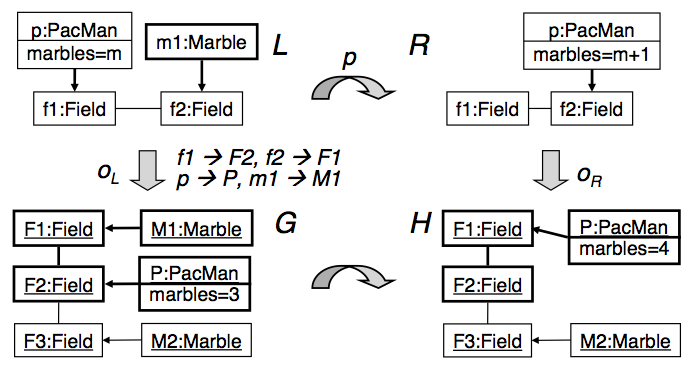 p:PacMan
marbles=m
m1:Marble
L
f1:Field
f2:Field
p
R
p:PacMan
marbles=m+1
f1:Field
f2:Field
oL
f1 → F2, f2 → F1
p → P, m1 → M1
oR
F1:Field
M1:Marble
G
F2:Field
P:PacMan
marbles=3
F3:Field
M2:Marble
H
F1:Field
P:PacMan
marbles=4
F2:Field
F3:Field
M2:Marble